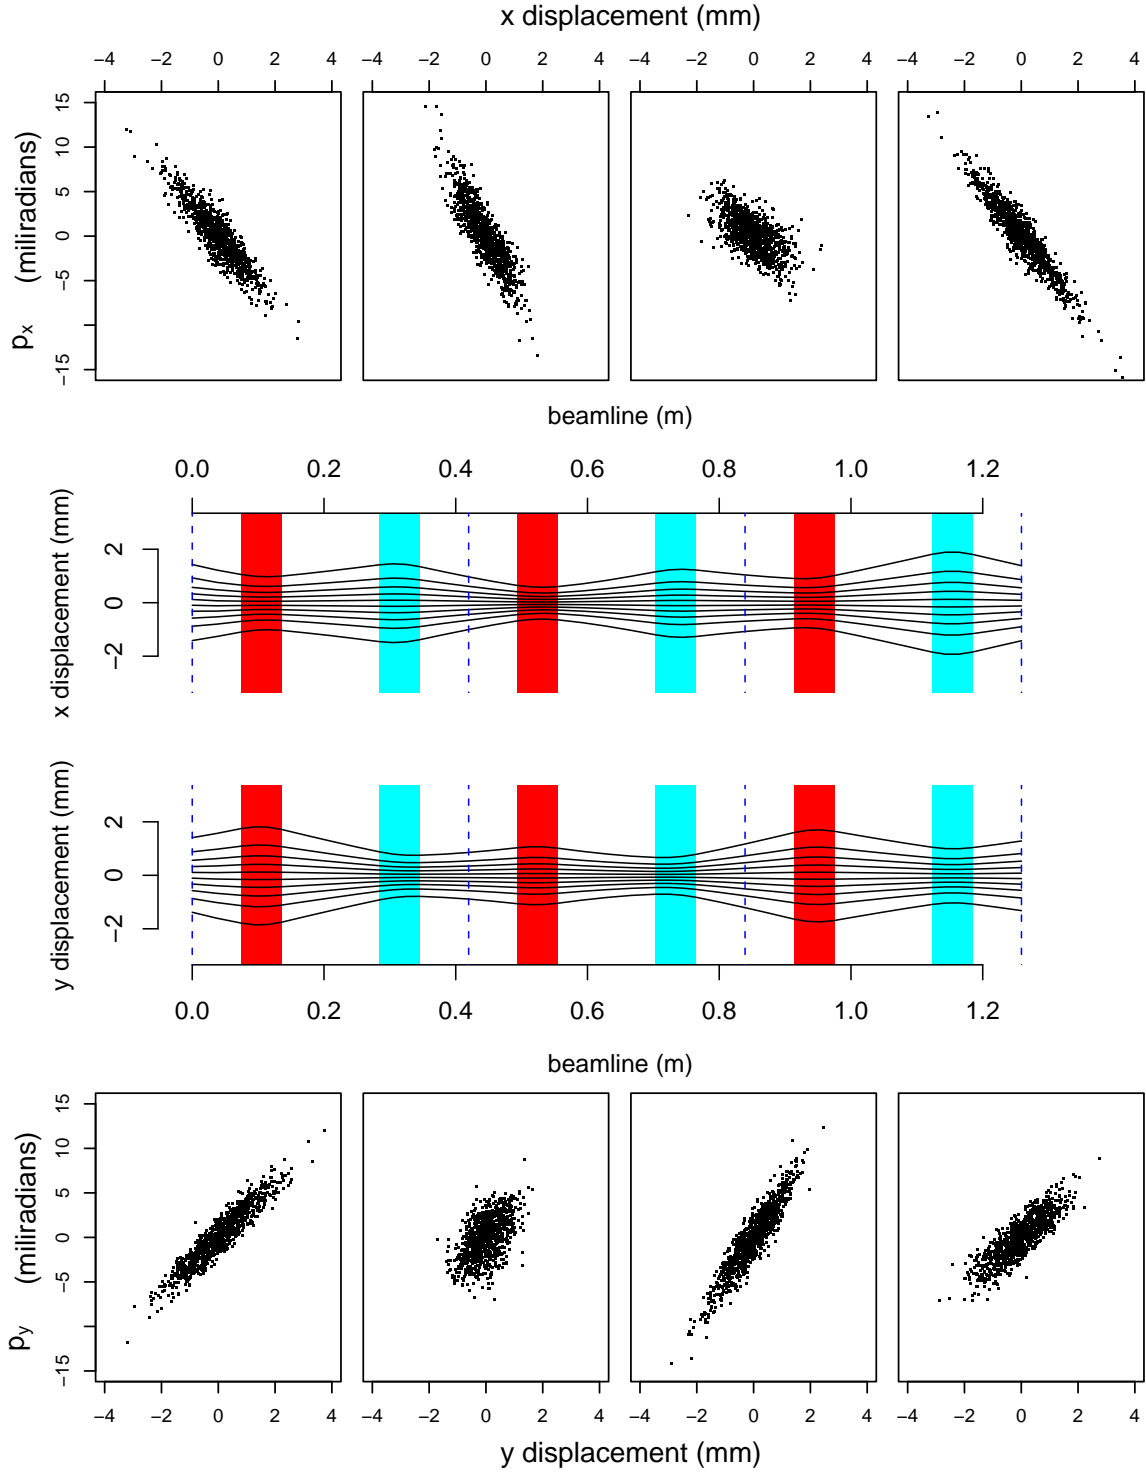 x displacement (mm)
−4 −2 0 2 4 −4 −2 0 2 4 −4 −2 0 2 4 −4 −2 0 2 4
px (miliradians)
15
10
5
0
−5
−15
beamline (m)
0.0 0.2 0.4 0.6 0.8 1.0 1.2
x displacement (mm)
2
0
−2
y displacement (mm)
2
0
−2
0.0 0.2 0.4 0.6 0.8 1.0 1.2
beamline (m)
py (miliradians)
15
10
5
0
−5
−15
−4 −2 0 2 4 −4 −2 0 2 4 −4 −2 0 2 4 −4 −2 0 2 4
y displacement (mm)